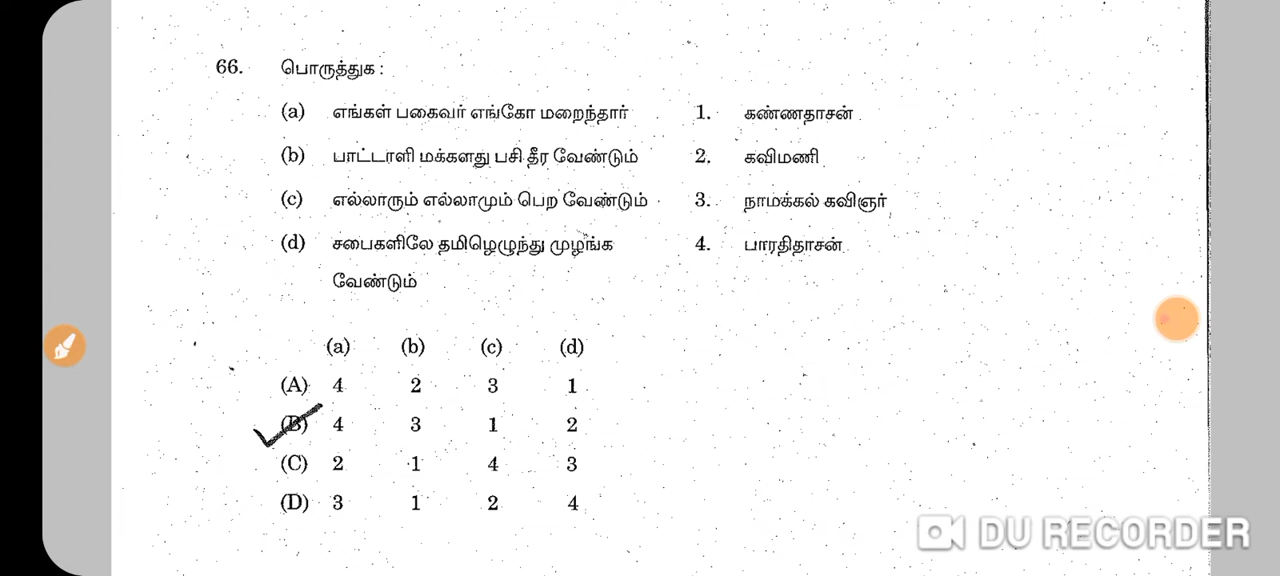 66. பொருத்துக :
(a) எங்கள் பகைவர் எங்கோ மறைந்தார் 1. கண்ணதாசன்
(b) பாட்டாளி மக்களது பசி தீர வேண்டும் 2. கவிமணி
(c) எல்லாரும் எல்லாமும் பெற வேண்டும் 3. நாமக்கல் கவிஞர்
(d) சபைகளிலே தமிழெழுந்து முழங்க 4. பாரதிதாசன்
வேண்டும்
(a) (b) (c) (d)
(A) 4 2 3 1
(B) 4 3 1 2
(C) 2 1 4 3
(D) 3 1 2 4
DU RECORDER